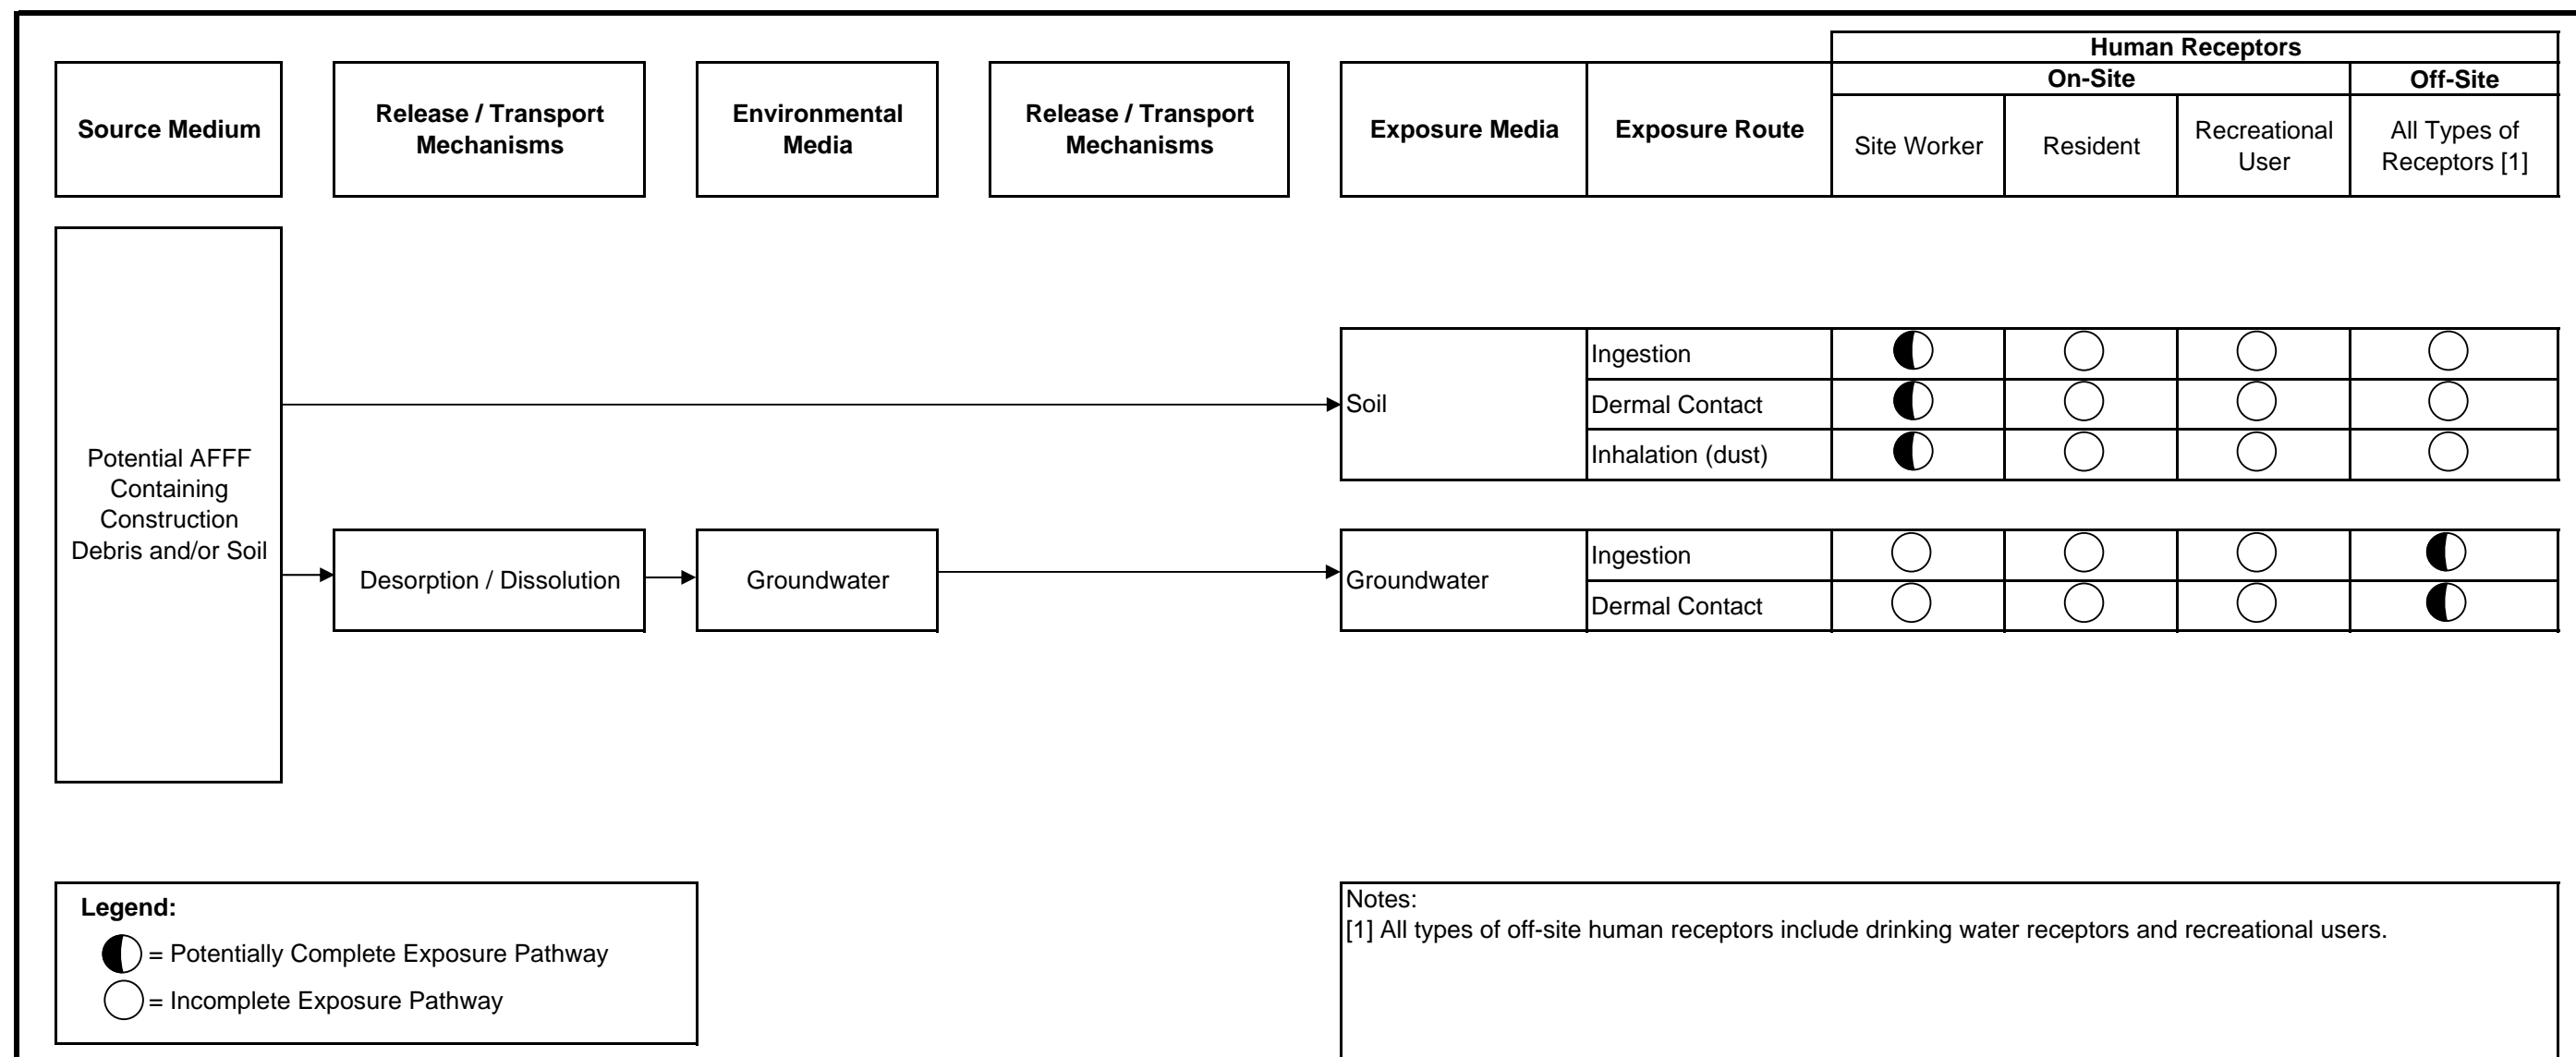 Human Receptors
On-Site
Off-Site
Source Medium
Release / Transport
Mechanisms
Environmental
Media
Release / Transport
Mechanisms
Exposure Media
Exposure Route
Site Worker
Resident
Recreational
User
All Types of
Receptors [1]
Potential AFFF
Containing
Construction
Debris and/or Soil
Soil
Ingestion
Dermal Contact
Inhalation (dust)
Desorption / Dissolution
Groundwater
Groundwater
Ingestion
Dermal Contact
Legend:
= Potentially Complete Exposure Pathway
= Incomplete Exposure Pathway
Notes:
[1] All types of off-site human receptors include drinking water receptors and recreational users.